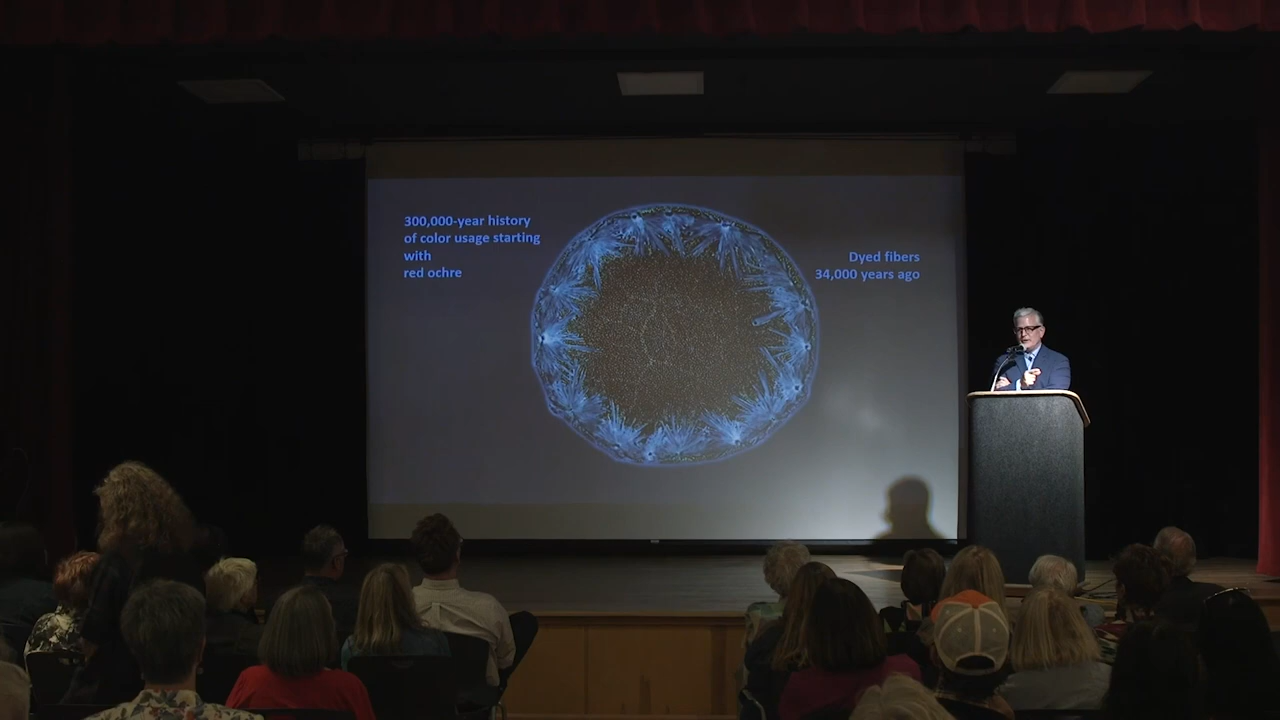 300,000-year history
of color usage starting
with
red ochre
Dyed fibers
34,000 years ago